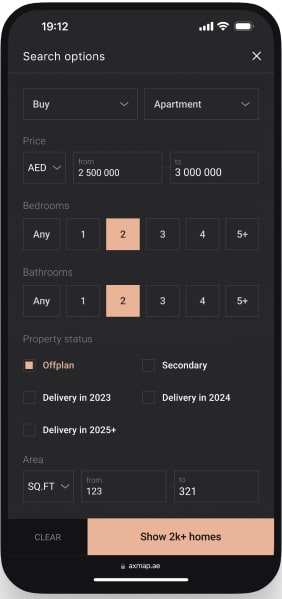 19:12
Search options
Buy Apartment
Price
AED from 2 500 000 to 3 000 000
Bedrooms
Any 1 2 3 4 5+
Bathrooms
Any 1 2 3 4 5+
Property status
Offplan Secondary
Delivery in 2023 Delivery in 2024
Delivery in 2025+
Area
SQ.FT from 123 to 321
CLEAR Show 2k+ homes
axmap.ae